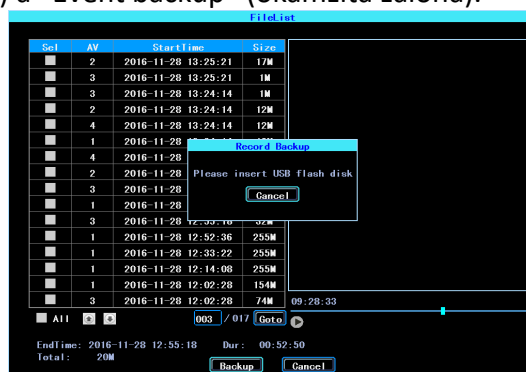 ) a "Event backup" (Okamžitá záloha).
FileList
Sel AV StartTime Size
2 2016-11-28 13:25:21 17M
3 2016-11-28 13:25:21 1M
3 2016-11-28 13:24:14 1M
2 2016-11-28 13:24:14 12M
4 2016-11-28 13:24:14 12M
1 2016-11-28
Record Backup
4 2016-11-28
2 2016-11-28 Please insert USB flash disk
3 2016-11-28
Cancel
1 2016-11-28
3 2016-11-28 12:55:18 52M
1 2016-11-28 12:52:36 255M
1 2016-11-28 12:33:22 255M
1 2016-11-28 12:14:08 255M
1 2016-11-28 12:02:28 154M
3 2016-11-28 12:02:28 74M 09:28:33
All 003 / 017 Goto
EndTime: 2016-11-28 12:55:18 Dur: 00:52:50
Total: 20M
Backup Cancel